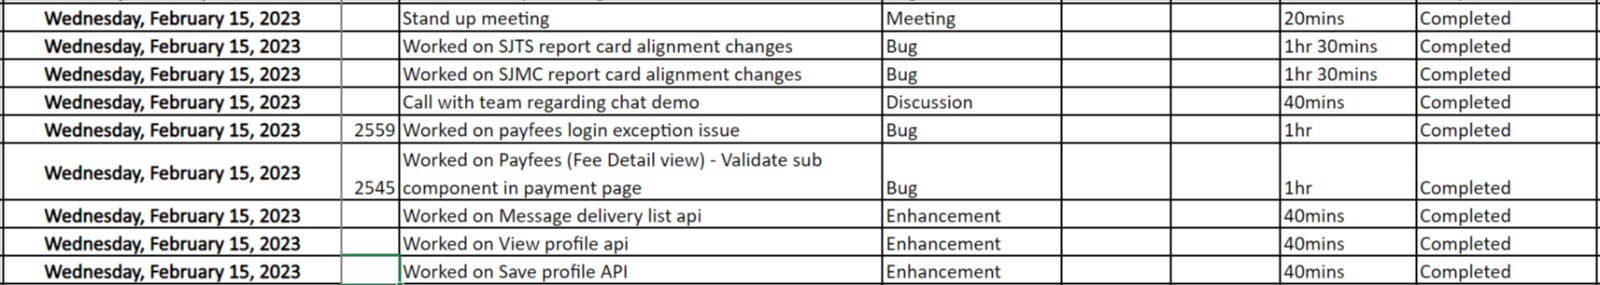 Wednesday, February 15, 2023 Stand up meeting Meeting 20mins Completed
Wednesday, February 15, 2023 Worked on SJTS report card alignment changes Bug 1hr 30mins Completed
Wednesday, February 15, 2023 Worked on SJMC report card alignment changes Bug 1hr 30mins Completed
Wednesday, February 15, 2023 Call with team regarding chat demo Discussion 40mins Completed
Wednesday, February 15, 2023 2559 Worked on payfees login exception issue Bug 1hr Completed
Wednesday, February 15, 2023 2545 Worked on Payfees (Fee Detail view) - Validate sub
component in payment page Bug 1hr Completed
Wednesday, February 15, 2023 Worked on Message delivery list api Enhancement 40mins Completed
Wednesday, February 15, 2023 Worked on View profile api Enhancement 40mins Completed
Wednesday, February 15, 2023 Worked on Save profile API Enhancement 40mins Completed